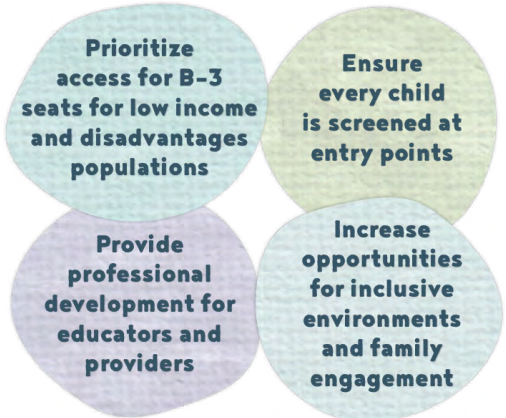 Prioritize
access for B-3
seats for low income
and disadvantages
populations
Ensure
every child
is screened at
entry points
Provide
professional
development for
educators and
providers
Increase
opportunities
for inclusive
environments
and family
engagement